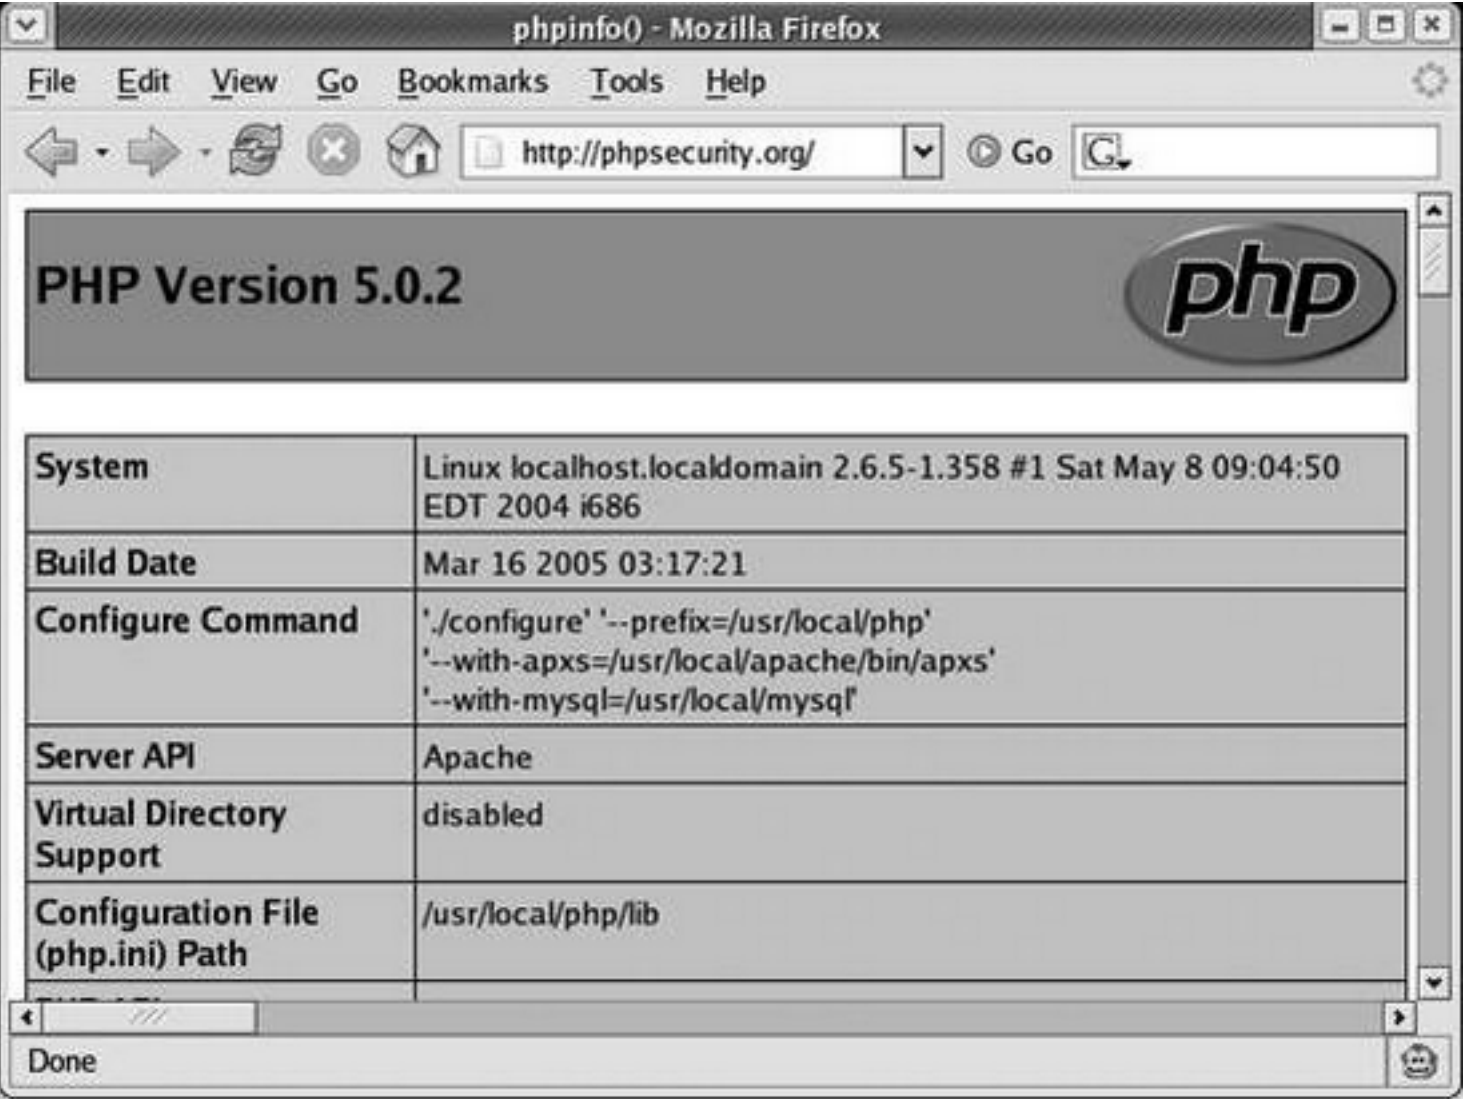 phpinfo() - Mozilla Firefox
File Edit View Go Bookmarks Tools Help
http://phpsecurity.org/ Go G
PHP Version 5.0.2
php
System Linux localhost.localdomain 2.6.5-1.358 #1 Sat May 8 09:04:50
EDT 2004 i686
Build Date Mar 16 2005 03:17:21
Configure Command './configure' '--prefix=/usr/local/php'
'--with-apxs=/usr/local/apache/bin/apxs'
'--with-mysql=/usr/local/mysql'
Server API Apache
Virtual Directory disabled
Support
Configuration File /usr/local/php/lib
(php.ini) Path
Done